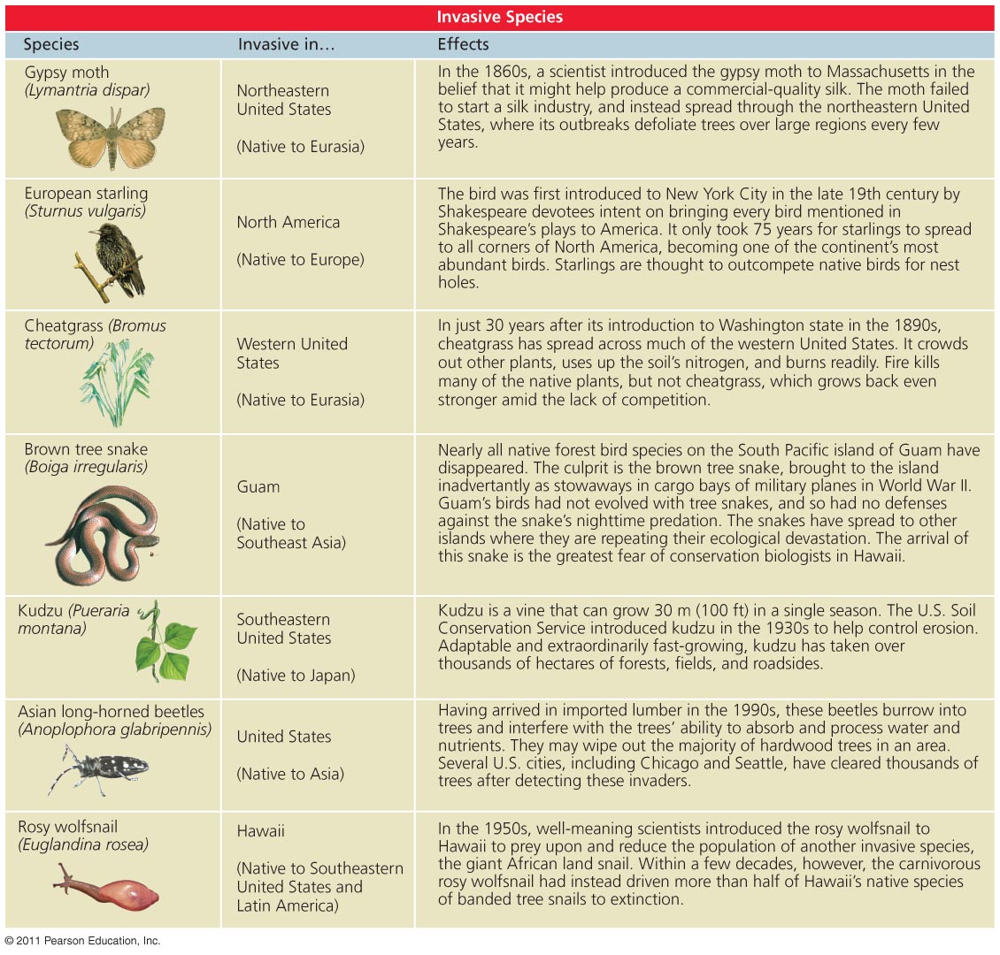 Invasive Species
Species
Invasive in…
Effects
Gypsy moth
(Lymantria dispar)
Northeastern
United States
(Native to Eurasia)
In the 1860s, a scientist introduced the gypsy moth to Massachusetts in the
belief that it might help produce a commercial-quality silk. The moth failed
to start a silk industry, and instead spread through the northeastern United
States, where its outbreaks defoliate trees over large regions every few
years.
European starling
(Sturnus vulgaris)
North America
(Native to Europe)
The bird was first introduced to New York City in the late 19th century by
Shakespeare devotees intent on bringing every bird mentioned in
Shakespeare’s plays to America. It only took 75 years for starlings to spread
to all corners of North America, becoming one of the continent’s most
abundant birds. Starlings are thought to outcompete native birds for nest
holes.
Cheatgrass (Bromus
tectorum)
Western United
States
(Native to Eurasia)
In just 30 years after its introduction to Washington state in the 1890s,
cheatgrass has spread across much of the western United States. It crowds
out other plants, uses up the soil’s nitrogen, and burns readily. Fire kills
many of the native plants, but not cheatgrass, which grows back even
stronger amid the lack of competition.
Brown tree snake
(Boiga irregularis)
Guam
(Native to
Southeast Asia)
Nearly all native forest bird species on the South Pacific island of Guam have
disappeared. The culprit is the brown tree snake, brought to the island
inadvertantly as stowaways in cargo bays of military planes in World War II.
Guam’s birds had not evolved with tree snakes, and so had no defenses
against the snake’s nighttime predation. The snakes have spread to other
islands where they are repeating their ecological devastation. The arrival of
this snake is the greatest fear of conservation biologists in Hawaii.
Kudzu (Pueraria
montana)
Southeastern
United States
(Native to Japan)
Kudzu is a vine that can grow 30 m (100 ft) in a single season. The U.S. Soil
Conservation Service introduced kudzu in the 1930s to help control erosion.
Adaptable and extraordinarily fast-growing, kudzu has taken over
thousands of hectares of forests, fields, and roadsides.
Asian long-horned beetles
(Anoplophora glabripennis)
United States
(Native to Asia)
Having arrived in imported lumber in the 1990s, these beetles burrow into
trees and interfere with the trees’ ability to absorb and process water and
nutrients. They may wipe out the majority of hardwood trees in an area.
Several U.S. cities, including Chicago and Seattle, have cleared thousands of
trees after detecting these invaders.
Rosy wolfsnail
(Euglandina rosea)
Hawaii
(Native to Southeastern
United States and
Latin America)
In the 1950s, well-meaning scientists introduced the rosy wolfsnail to
Hawaii to prey upon and reduce the population of another invasive species,
the giant African land snail. Within a few decades, however, the carnivorous
rosy wolfsnail had instead driven more than half of Hawaii’s native species
of banded tree snails to extinction.
© 2011 Pearson Education, Inc.